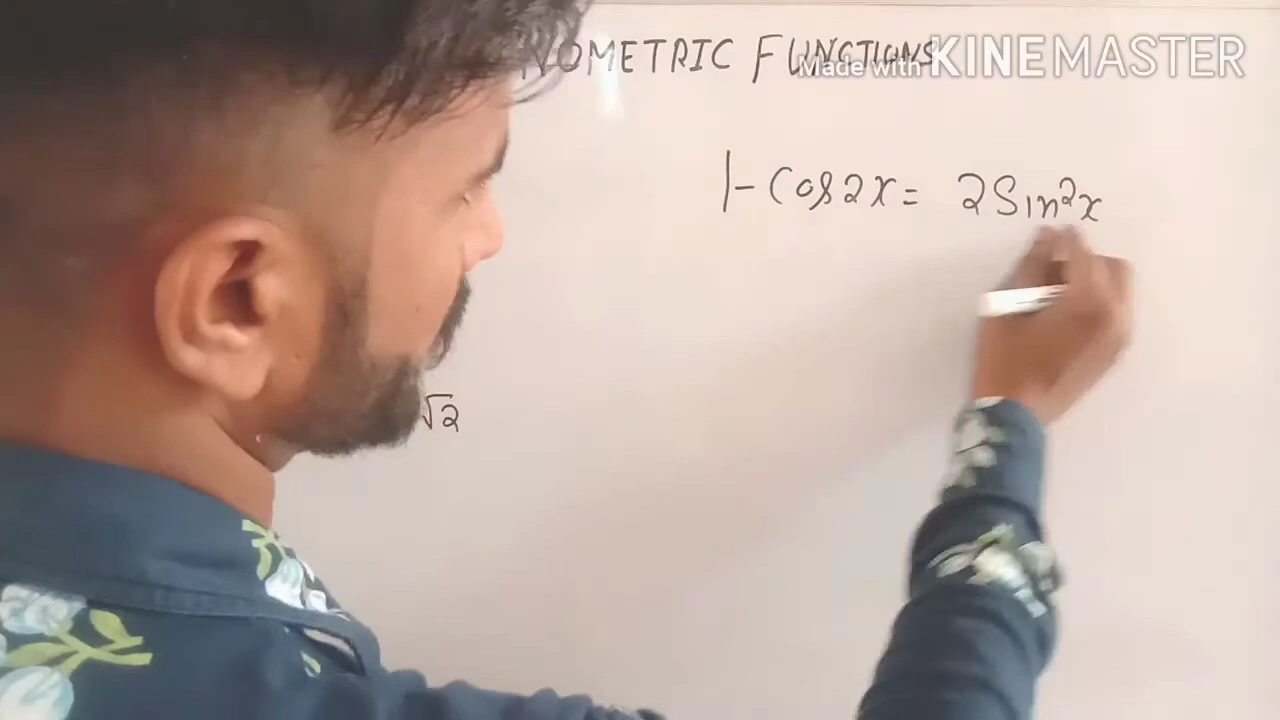 NOMETRIC FUNCTIONS
Made with KINEMASTER
1-Cos2x= 2Sin²x
√2